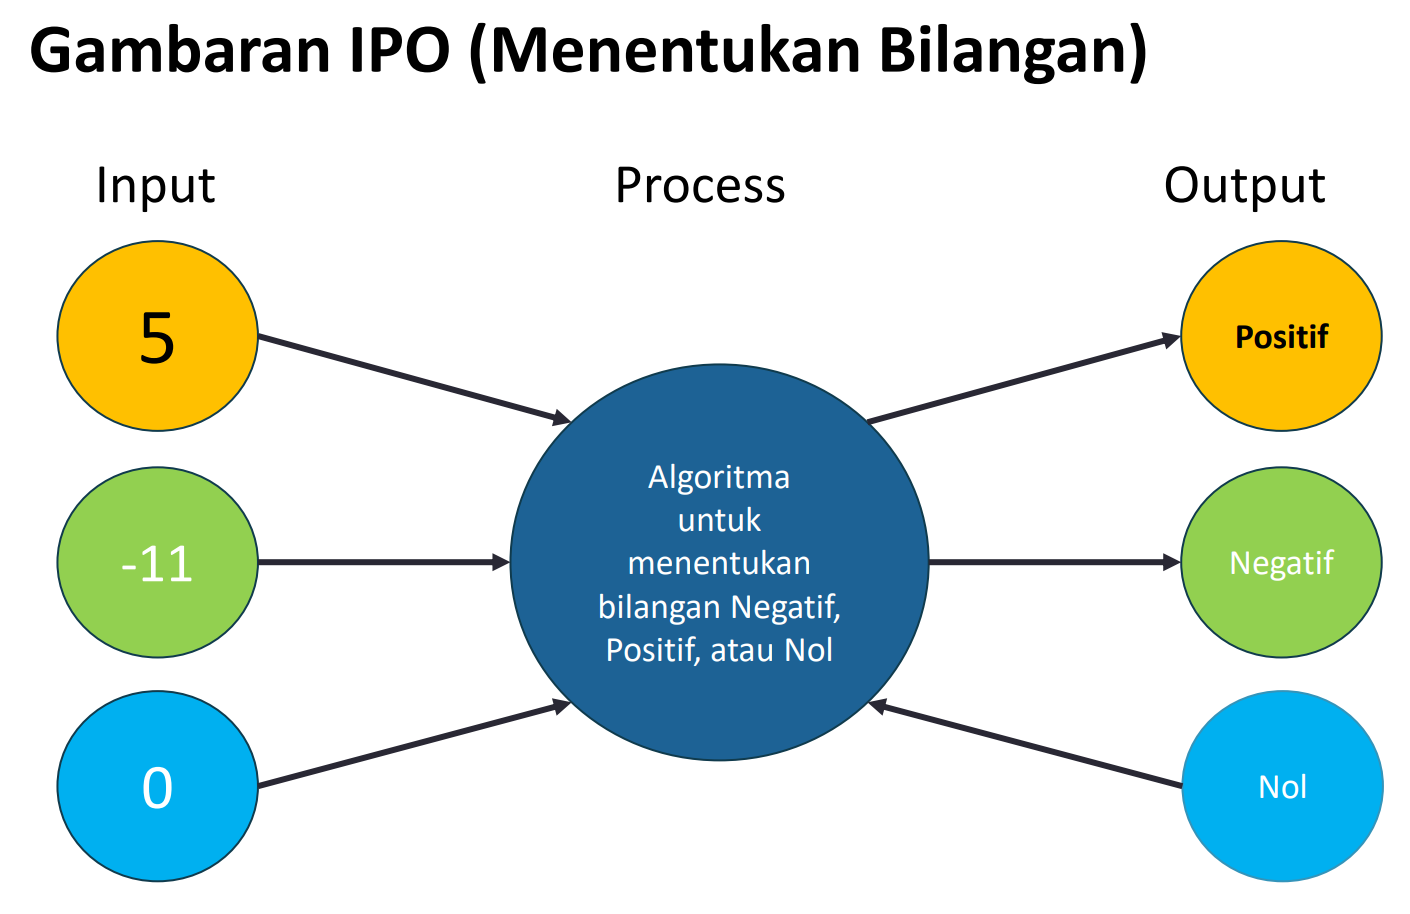 Gambaran IPO (Menentukan Bilangan)
Input
Process
Output
5
Positif
Algoritma
untuk
menentukan
bilangan Negatif,
Positif, atau Nol
-11
Negatif
0
Nol